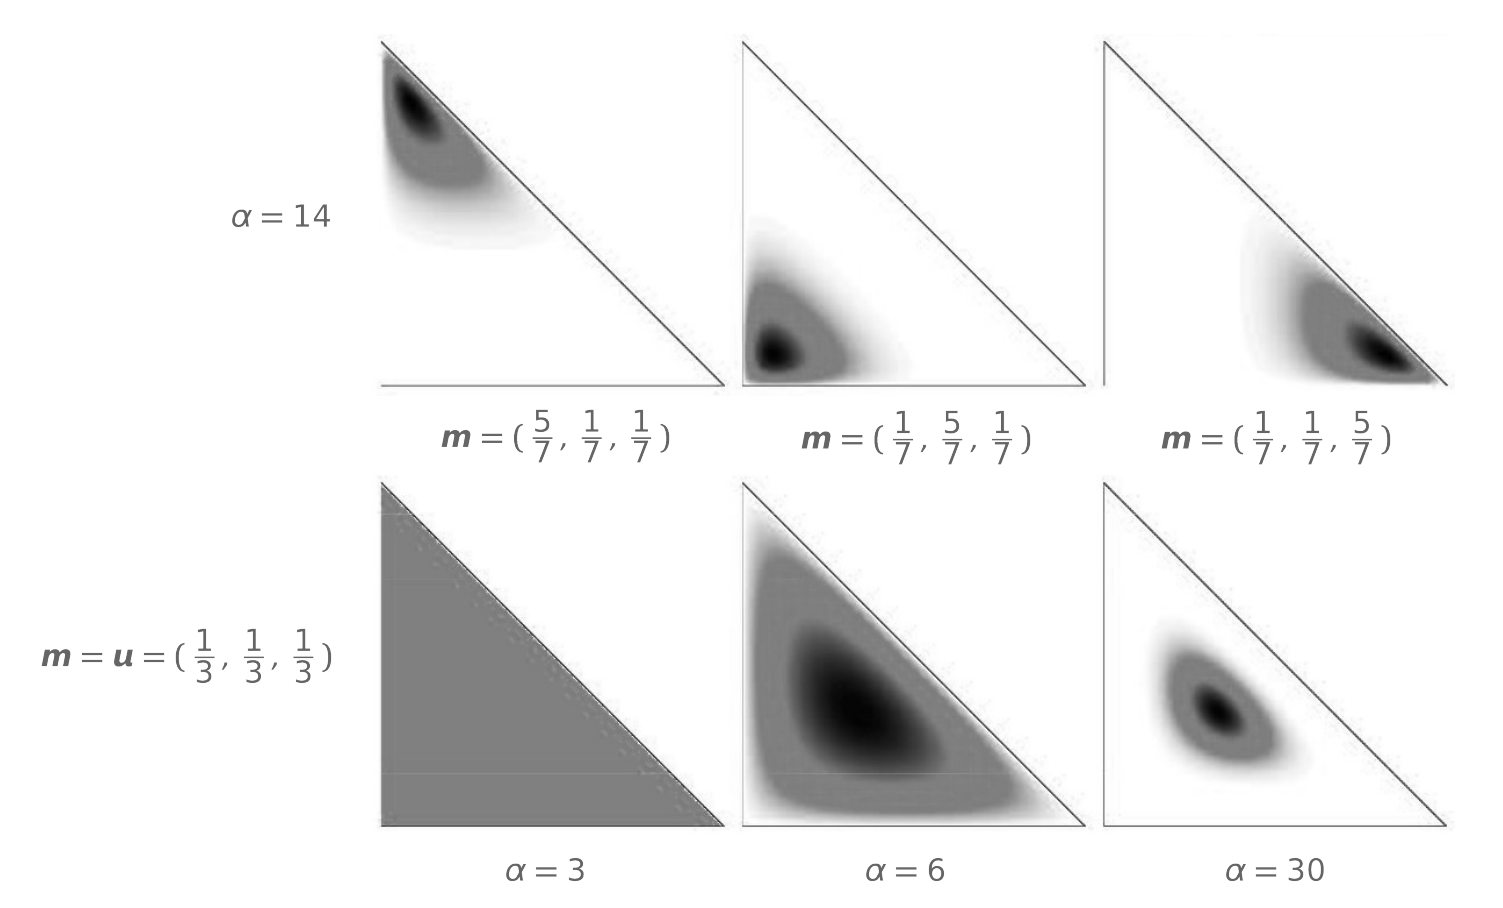 α = 14
m = ( 5/7 , 1/7 , 1/7 )
m = ( 1/7 , 5/7 , 1/7 )
m = ( 1/7 , 1/7 , 5/7 )
m = u = ( 1/3 , 1/3 , 1/3 )
α = 3
α = 6
α = 30